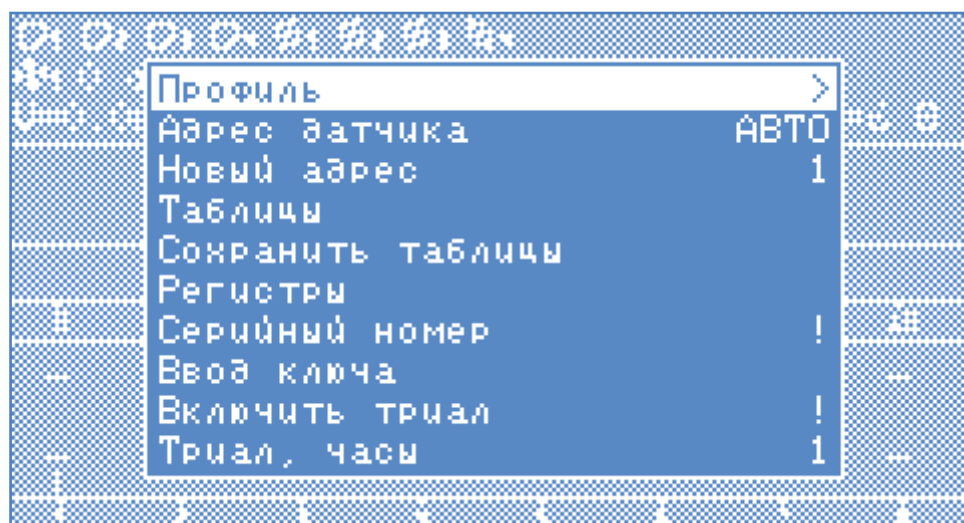 Профиль >
Адрес датчика АВТО
Новый адрес 1
Таблицы
Сохранить таблицы
Регистры
Серийный номер !
Ввод ключа
Включить триал !
Триал, часы 1